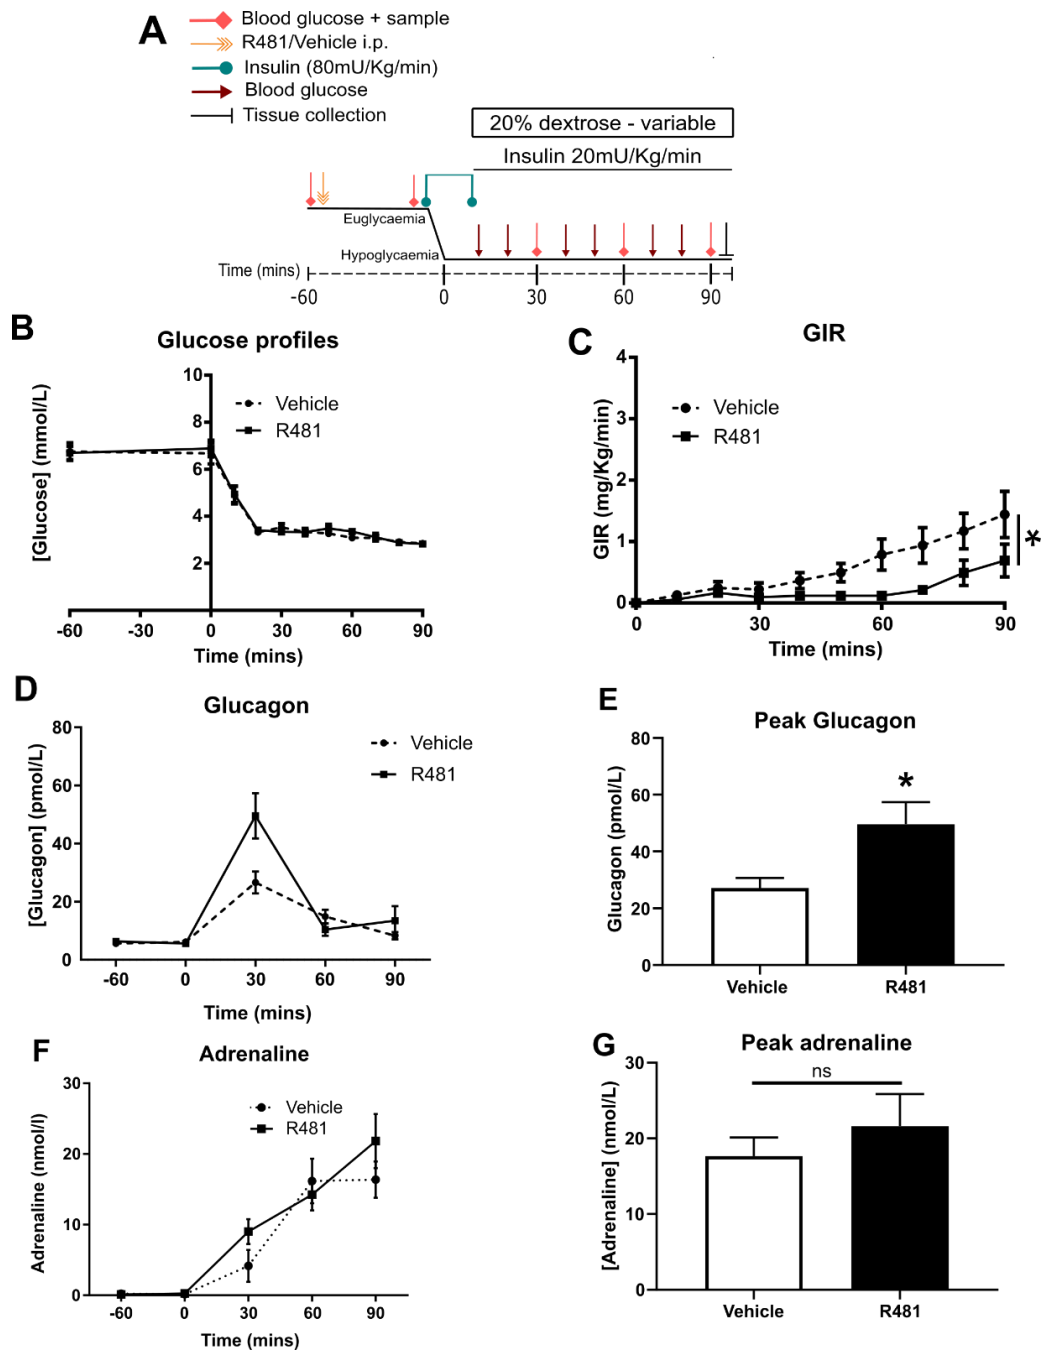 A
Blood glucose + sample
R481/Vehicle i.p.
Insulin (80mU/Kg/min)
Blood glucose
Tissue collection
20% dextrose - variable
Insulin 20mU/Kg/min
Euglycaemia
Hypoglycaemia
Time (mins)
-60 0 30 60 90
B
Glucose profiles
[Glucose] (mmol/L)
10
8
6
4
2
Vehicle
R481
-60 -30 0 30 60 90
Time (mins)
C
GIR
GIR (mg/Kg/min)
4
3
2
1
0
Vehicle
R481
*
0 30 60 90
Time (mins)
D
Glucagon
[Glucagon] (pmol/L)
80
60
40
20
0
Vehicle
R481
-60 0 30 60 90
Time (mins)
E
Peak Glucagon
Glucagon (pmol/L)
80
60
40
20
0
*
Vehicle R481
F
Adrenaline
Adrenaline (nmol/l)
30
20
10
0
Vehicle
R481
-60 0 30 60 90
Time (mins)
G
Peak adrenaline
[Adrenaline] (nmol/L)
30
20
10
0
ns
Vehicle R481